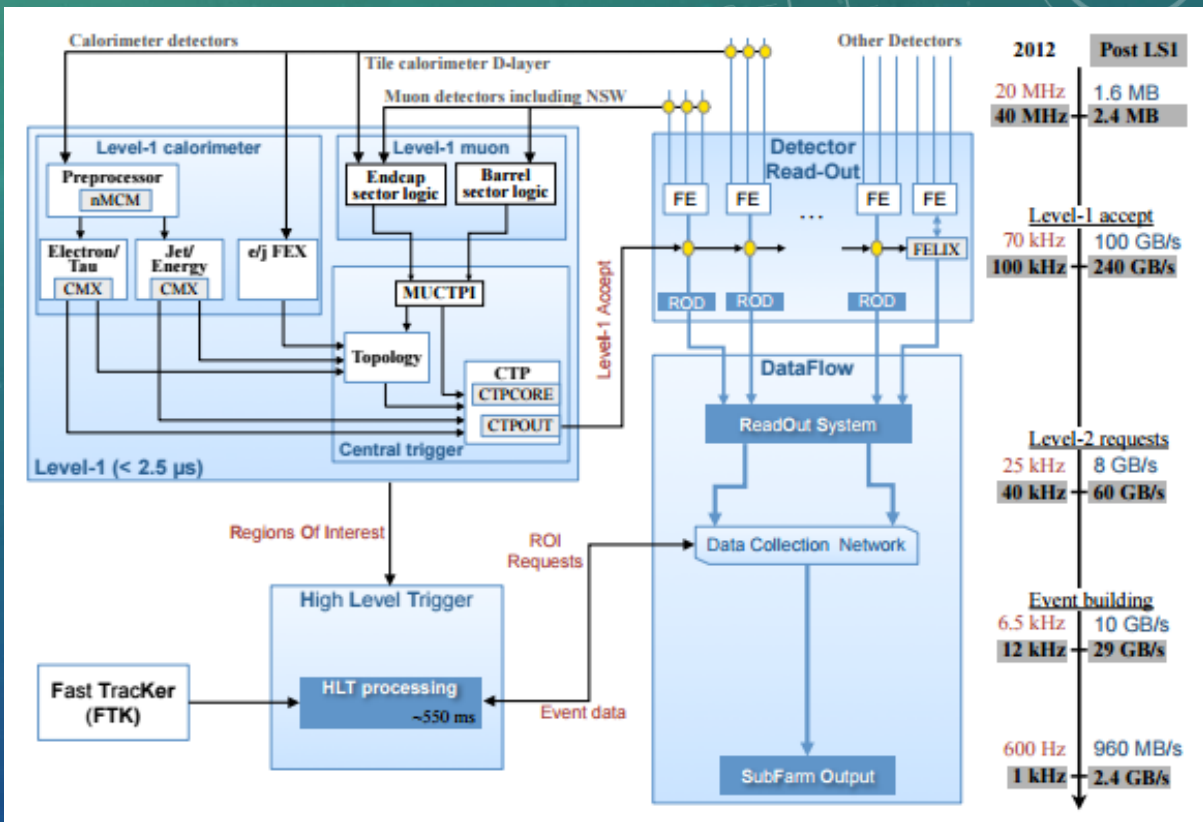 Calorimeter detectors
Tile calorimeter D-layer
Muon detectors including NSW
Other Detectors
Level-1 calorimeter
Preprocessor
nMCM
Electron/
Tau
CMX
Jet/
Energy
CMX
e/j FEX
Level-1 muon
Endcap
sector logic
Barrel
sector logic
MUCTPI
Topology
CTP
CTPCORE
CTPOUT
Central trigger
Level-1 (< 2.5 µs)
Level-1 Accept
Detector
Read-Out
FE
FE
...
FE
FE
FELIX
ROD
ROD
ROD
DataFlow
ReadOut System
Data Collection Network
SubFarm Output
Regions Of Interest
ROI
Requests
Event data
High Level Trigger
HLT processing
~550 ms
Fast TracKer
(FTK)
2012 Post LS1
20 MHz 1.6 MB
40 MHz 2.4 MB
Level-1 accept
70 kHz 100 GB/s
100 kHz 240 GB/s
Level-2 requests
25 kHz 8 GB/s
40 kHz 60 GB/s
Event building
6.5 kHz 10 GB/s
12 kHz 29 GB/s
600 Hz 960 MB/s
1 kHz 2.4 GB/s